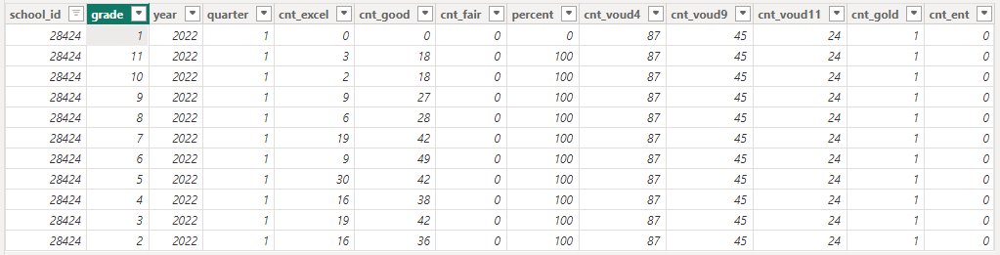 school_id grade year quarter cnt_excel cnt_good cnt_fair percent cnt_voud4 cnt_voud9 cnt_voud11 cnt_gold cnt_ent
28424 1 2022 1 0 0 0 0 87 45 24 1 0
28424 11 2022 1 3 18 0 100 87 45 24 1 0
28424 10 2022 1 2 18 0 100 87 45 24 1 0
28424 9 2022 1 9 27 0 100 87 45 24 1 0
28424 8 2022 1 6 28 0 100 87 45 24 1 0
28424 7 2022 1 19 42 0 100 87 45 24 1 0
28424 6 2022 1 9 49 0 100 87 45 24 1 0
28424 5 2022 1 30 42 0 100 87 45 24 1 0
28424 4 2022 1 16 38 0 100 87 45 24 1 0
28424 3 2022 1 19 42 0 100 87 45 24 1 0
28424 2 2022 1 16 36 0 100 87 45 24 1 0